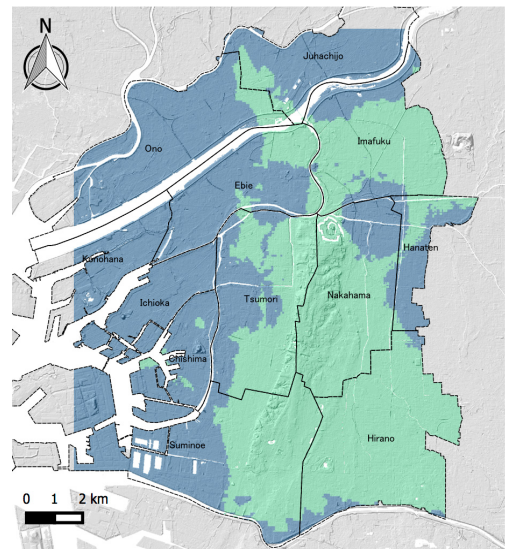 N
Juhachijo
Ono
Imafuku
Ebie
Hanaten
Konohana
Ichioka
Tsumori
Nakahama
Chishima
Suminoe
Hirano
0 1 2 km